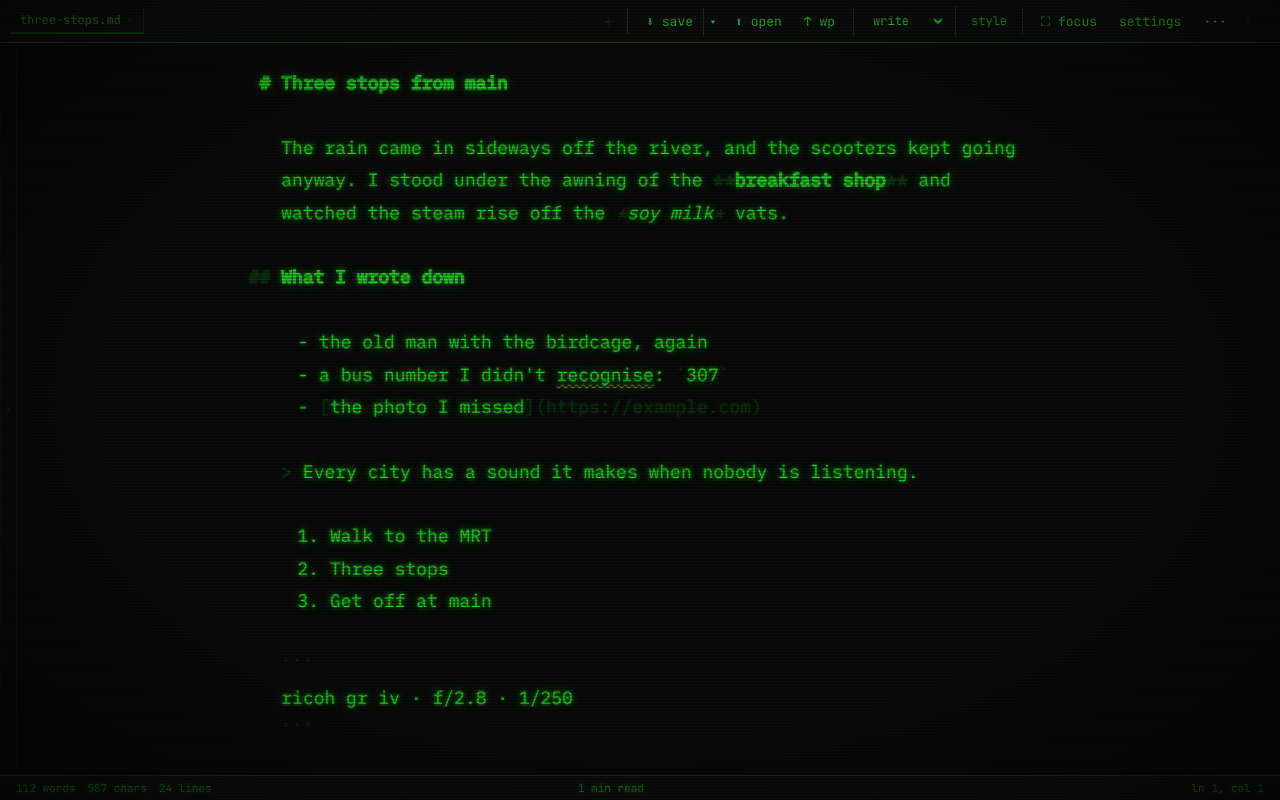 three-stops.md
+ ⬇ save ▾ ⬆ open ↑ wp write style ⛶ focus settings ···
# Three stops from main
The rain came in sideways off the river, and the scooters kept going
anyway. I stood under the awning of the **breakfast shop** and
watched the steam rise off the *soy milk* vats.
## What I wrote down
- the old man with the birdcage, again
- a bus number I didn't recognise: `307`
- [the photo I missed](https://example.com)
> Every city has a sound it makes when nobody is listening.
1. Walk to the MRT
2. Three stops
3. Get off at main
```
ricoh gr iv · f/2.8 · 1/250
```
112 words 587 chars 24 lines
1 min read
ln 1, col 1